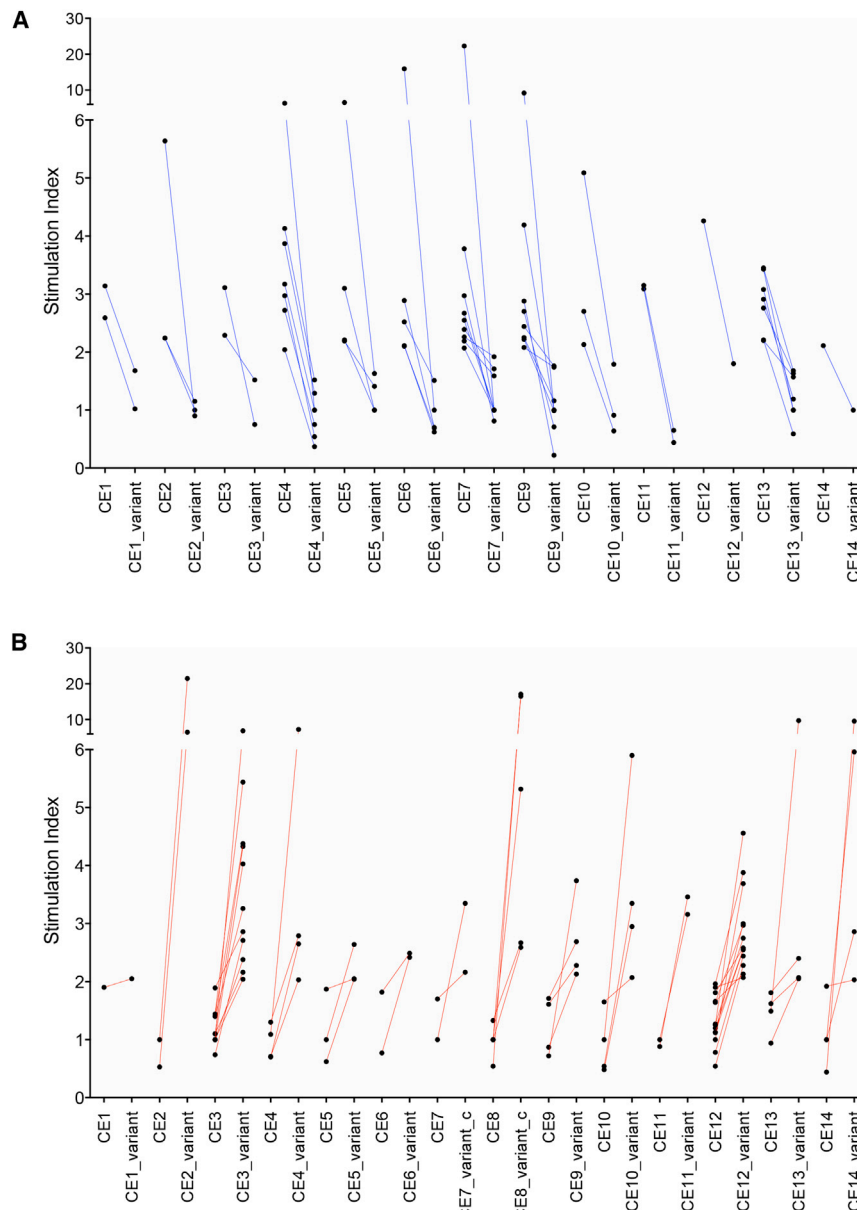 A
30
20
10
6
5
4
3
2
1
0
Stimulation Index
CE1
CE1_variant
CE2
CE2_variant
CE3
CE3_variant
CE4
CE4_variant
CE5
CE5_variant
CE6
CE6_variant
CE7
CE7_variant
CE9
CE9_variant
CE10
CE10_variant
CE11
CE11_variant
CE12
CE12_variant
CE13
CE13_variant
CE14
CE14_variant
B
30
20
10
6
5
4
3
2
1
0
Stimulation Index
CE1
CE1_variant
CE2
CE2_variant
CE3
CE3_variant
CE4
CE4_variant
CE5
CE5_variant
CE6
CE6_variant
CE7
CE7_variant_c
CE8
CE8_variant_c
CE9
CE9_variant
CE10
CE10_variant
CE11
CE11_variant
CE12
CE12_variant
CE13
CE13_variant
CE14
CE14_variant